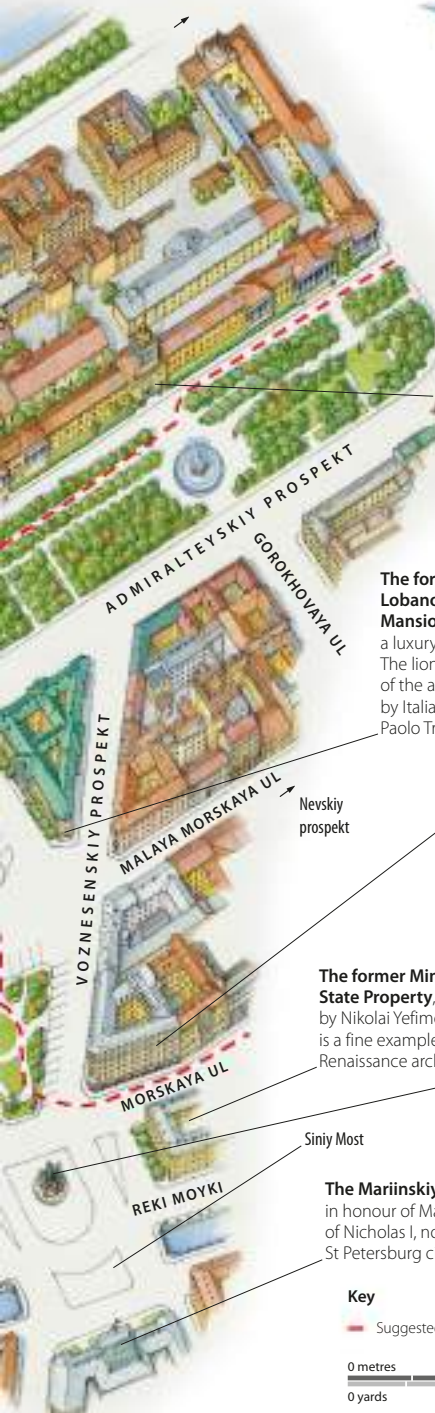 ADMIRALTEYSKIY PROSPEKT
GOROKHOVAYA UL
The for
Lobano
Mansio
a luxury
The lion
of the a
by Italia
Paolo Tr
VOZNESENSKIY PROSPEKT
MALAYA MORSKAYA UL
Nevskiy
prospekt
The former Min
State Property,
by Nikolai Yefim
is a fine example
Renaissance arch
MORSKAYA UL
Siniy Most
REKI MOYKI
The Mariinskiy
in honour of Ma
of Nicholas I, no
St Petersburg c
Key
Suggested
0 metres
0 yards